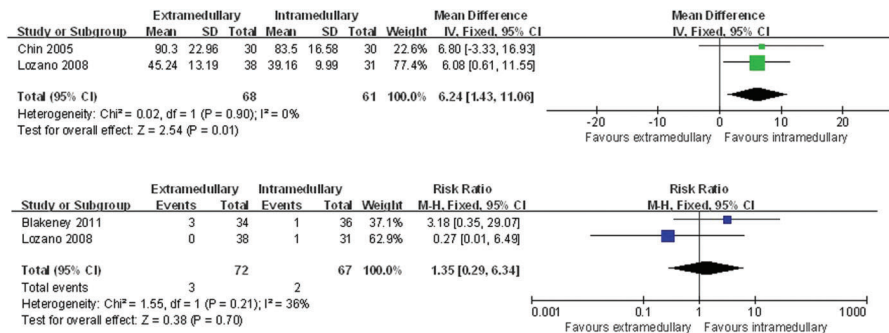 Extramedullary Intramedullary Mean Difference Mean Difference
Study or Subgroup Mean SD Total Mean SD Total Weight IV, Fixed, 95% CI IV, Fixed, 95% CI
Chin 2005 90.3 22.96 30 83.5 16.58 30 22.6% 6.80 [-3.33, 16.93]
Lozano 2008 45.24 13.19 38 39.16 9.99 31 77.4% 6.08 [0.61, 11.55]
Total (95% CI) 68 61 100.0% 6.24 [1.43, 11.06]
Heterogeneity: Chi² = 0.02, df = 1 (P = 0.90); I² = 0%
Test for overall effect: Z = 2.54 (P = 0.01)
-20 -10 0 10 20
Favours extramedullary Favours intramedullary
Extramedullary Intramedullary Risk Ratio Risk Ratio
Study or Subgroup Events Total Events Total Weight M-H, Fixed, 95% CI M-H, Fixed, 95% CI
Blakeney 2011 3 34 1 36 37.1% 3.18 [0.35, 29.07]
Lozano 2008 0 38 1 31 62.9% 0.27 [0.01, 6.49]
Total (95% CI) 72 67 100.0% 1.35 [0.29, 6.34]
Total events 3 2
Heterogeneity: Chi² = 1.55, df = 1 (P = 0.21); I² = 36%
Test for overall effect: Z = 0.38 (P = 0.70)
0.001 0.1 1 10 1000
Favours extramedullary Favours intramedullary